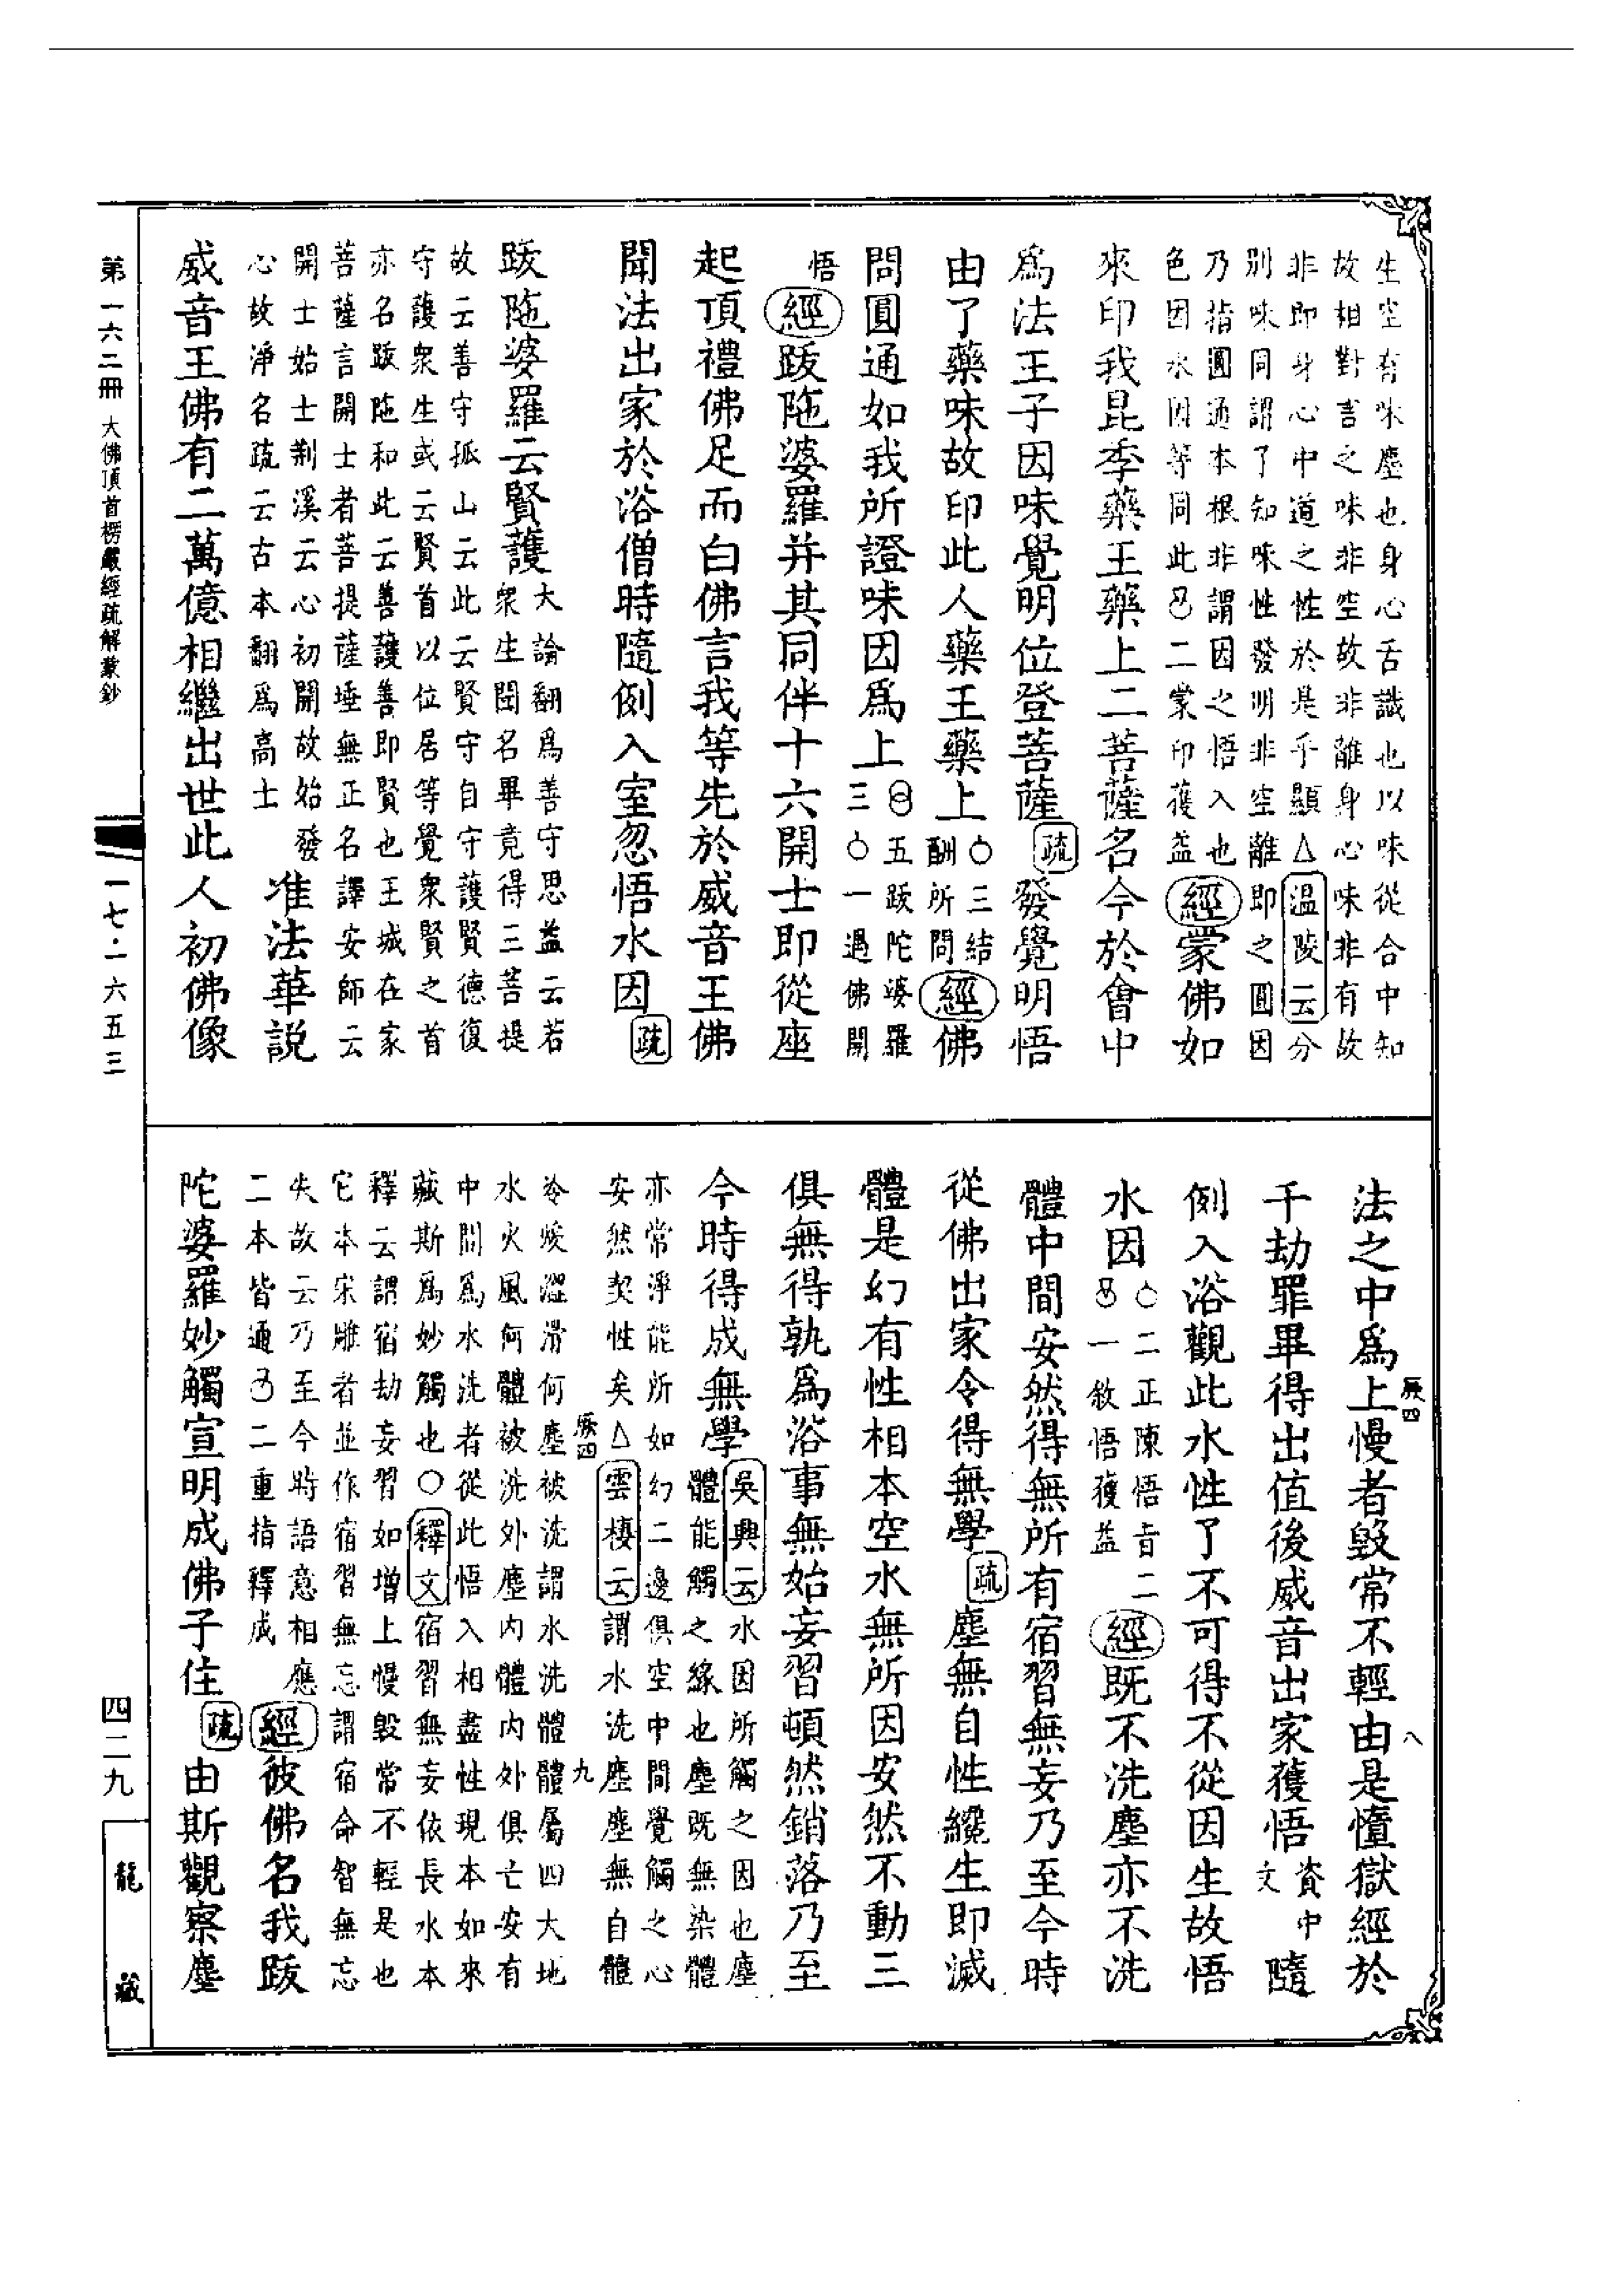 生空有味塵也身心舌識也以味從合中知
故相對言之味非空故非離身心味非有故
非即身心中道之性於是乎顯△溫陵云分
別味同謂了知味性發明非空離即之圓因
乃指圓通本根非謂因之悟入也
色因水因等同此○二蒙印獲益經蒙佛如
來印我昆季藥王藥上二菩薩名今於會中
為法王子因味覺明位登菩薩疏發覺明悟
由了藥味故印此人藥王藥上○三結酬所問經佛
問圓通如我所證味因為上○五跋陀婆羅三○一遇佛開
悟經跋陁婆羅并其同伴十六開士即從座
起頂禮佛足而白佛言我等先於威音王佛
聞法出家於浴僧時隨例入室忽悟水因疏
跋陁婆羅云賢護大論翻為善守思益云若
眾生聞名畢竟得三菩提
故云善守孤山云此云賢守自守護賢德復
守護眾生或云賢首以位居等覺眾賢之首
亦名跋陁和此云善護善即賢也王城在家
菩薩言開士者菩提薩埵無正名譯安師云
開士始士荊溪云心初開故始發
心故淨名疏云古本翻為高士准法華說
威音王佛有二萬億相繼出世此人初佛像
法之中為上慢者毀常不輕由是墮獄經於
千劫罪畢得出值後威音出家獲悟資中文隨
例入浴觀此水性了不可得不從因生故悟
水因○二正陳悟旨二○一敘悟獲益經既不洗塵亦不洗
體中間安然得無所有宿習無妄乃至今時
從佛出家令得無學疏塵無自性纔生即滅
體是幻有性相本空水無所因安然不動三
俱無得孰為浴事無始妄習頓然銷落乃至
今時得成無學吳興云水因所觸之因也塵
體能觸之緣也塵既無染體
亦常淨能所如幻二邊俱空中間覺觸之心
安然契性矣△雲棲云謂水洗塵塵無自體
冷煖澀滑何塵被洗謂水洗體體屬四大地
水火風何體被洗外塵內體內外俱亡安有
中間為水洗者從此悟入相盡性現本如來
藏斯為妙觸也○釋文宿習無妄依長水本
釋云謂宿劫妄習如增上慢毀常不輕是也
它本宋雕者並作宿習無忘謂宿命智無忘
失故云乃至今時語意相應
二本皆通○二重指釋成經彼佛名我跋
陀婆羅妙觸宣明成佛子住疏由斯觀察塵
第一六二冊 大佛頂首楞嚴經疏解蒙鈔
一七·一六五三
四二九
龍藏
八
九